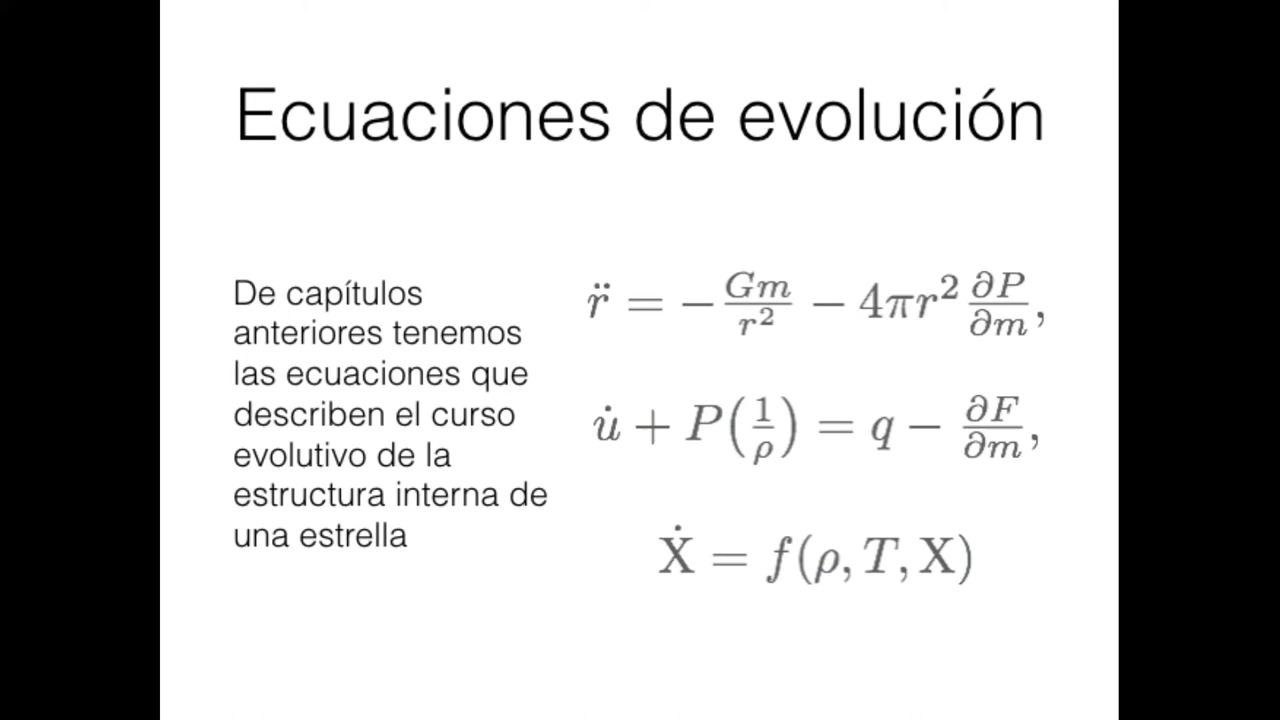 Ecuaciones de evolución
De capítulos
anteriores tenemos
las ecuaciones que
describen el curso
evolutivo de la
estructura interna de
una estrella
r̈ = −Gm/r² − 4πr² ∂P/∂m,
u̇ + P(1/ρ) = q − ∂F/∂m,
Ẋ = f(ρ, T, X)